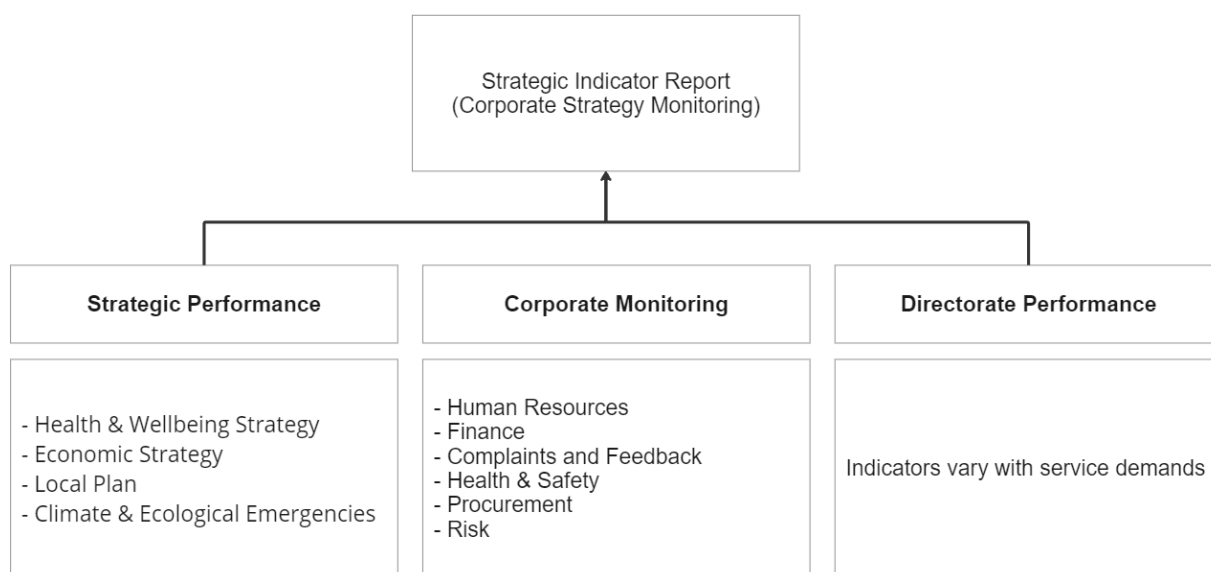 Strategic Indicator Report
(Corporate Strategy Monitoring)
Strategic Performance
- Health & Wellbeing Strategy
- Economic Strategy
- Local Plan
- Climate & Ecological Emergencies
Corporate Monitoring
- Human Resources
- Finance
- Complaints and Feedback
- Health & Safety
- Procurement
- Risk
Directorate Performance
Indicators vary with service demands